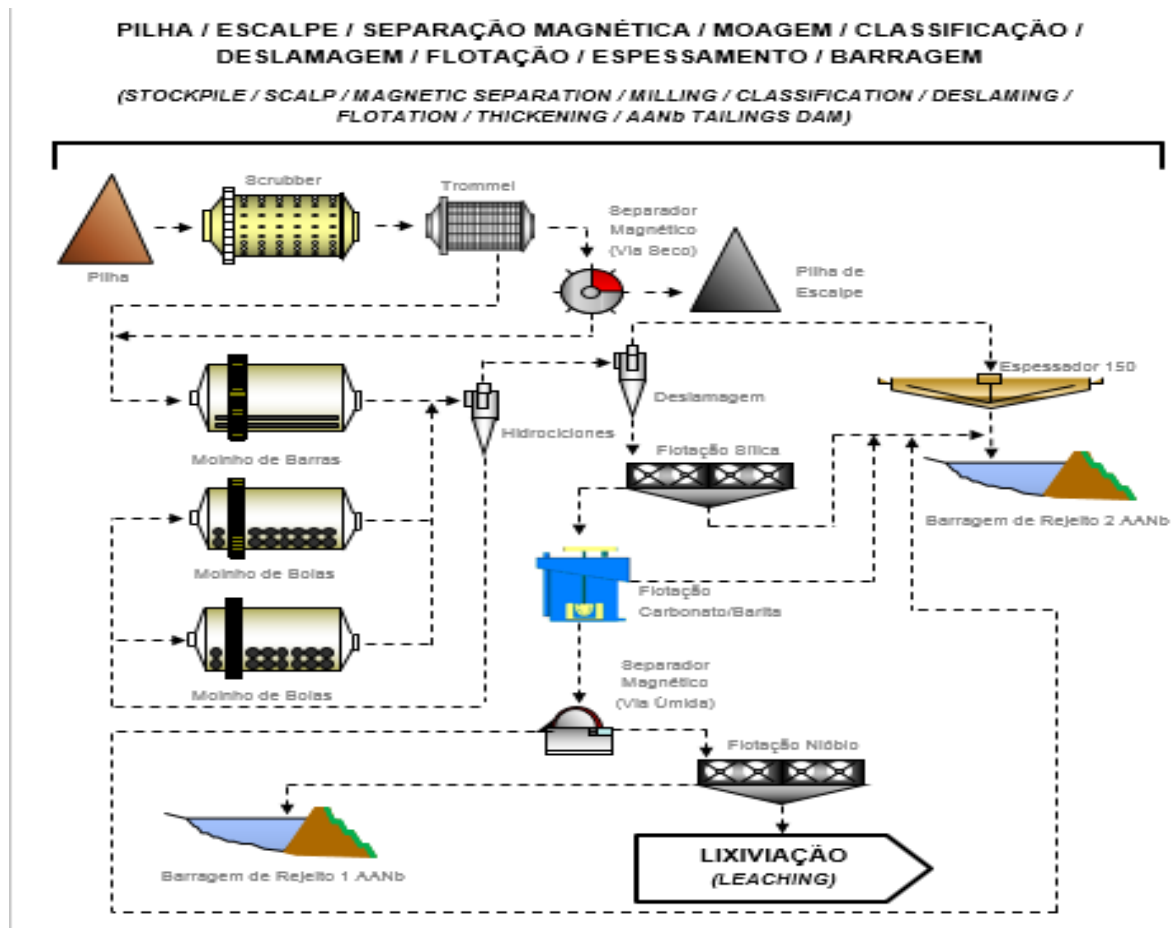 PILHA / ESCALPE / SEPARAÇÃO MAGNÉTICA / MOAGEM / CLASSIFICAÇÃO /
DESLAMAGEM / FLOTAÇÃO / ESPESSAMENTO / BARRAGEM
(STOCKPILE / SCALP / MAGNETIC SEPARATION / MILLING / CLASSIFICATION / DESLAMING /
FLOTATION / THICKENING / AANb TAILINGS DAM)
Scrubber
Trommel
Separador
Magnético
(Via Seco)
Pilha
Pilha de
Escalpe
Espessador 150
Deslamagem
Hidrociclones
Moinho de Barras
Flotação Sílica
Barragem de Rejeito 2 AANb
Moinho de Bolas
Flotação
Carbonato/Barita
Moinho de Bolas
Separador
Magnético
(Via Úmida)
Flotação Nióbio
Barragem de Rejeito 1 AANb
LIXIVIAÇÃO
(LEACHING)